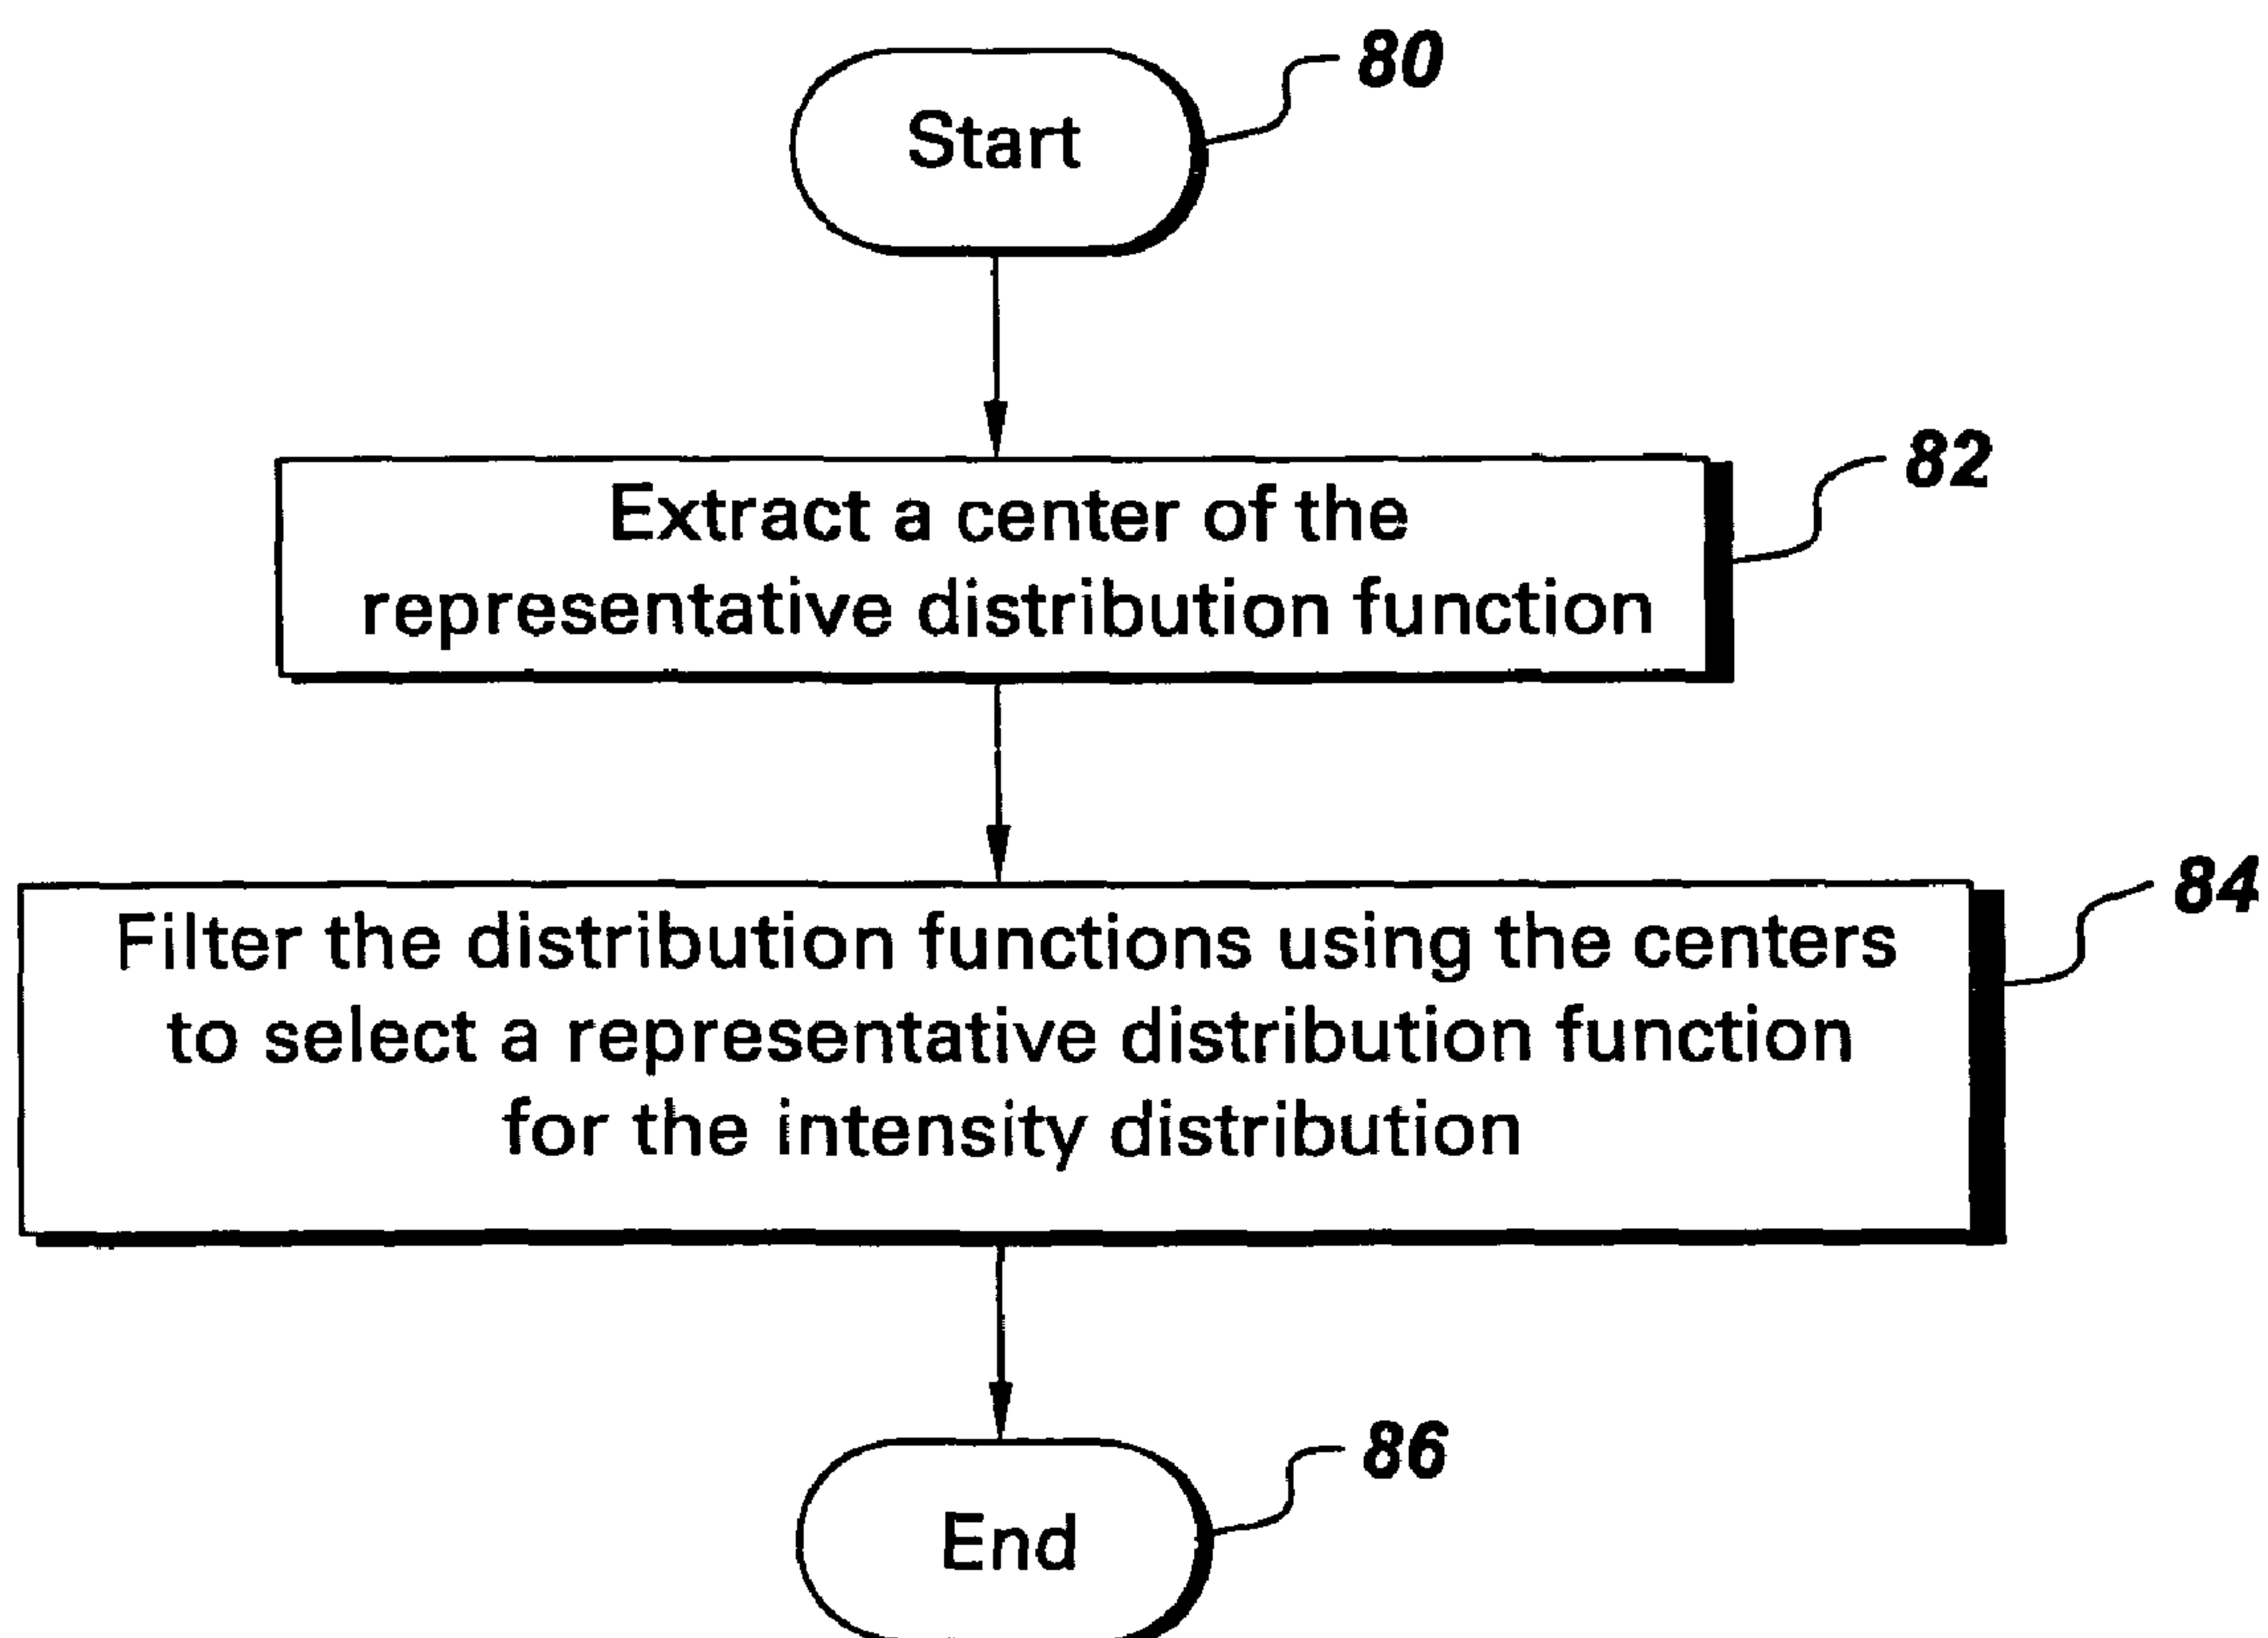 Start
80
Extract a center of the
representative distribution function
82
Filter the distribution functions using the centers
to select a representative distribution function
for the intensity distribution
84
End
86